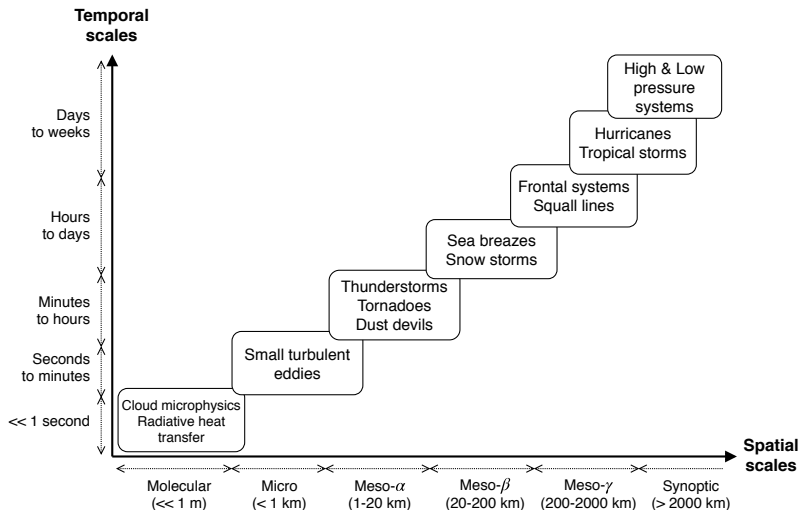 Temporal
scales
Days
to weeks
Hours
to days
Minutes
to hours
Seconds
to minutes
<< 1 second
High & Low
pressure
systems
Hurricanes
Tropical storms
Frontal systems
Squall lines
Sea breazes
Snow storms
Thunderstorms
Tornadoes
Dust devils
Small turbulent
eddies
Cloud microphysics
Radiative heat
transfer
Spatial
scales
Molecular
(<< 1 m)
Micro
(< 1 km)
Meso-α
(1-20 km)
Meso-β
(20-200 km)
Meso-γ
(200-2000 km)
Synoptic
(> 2000 km)